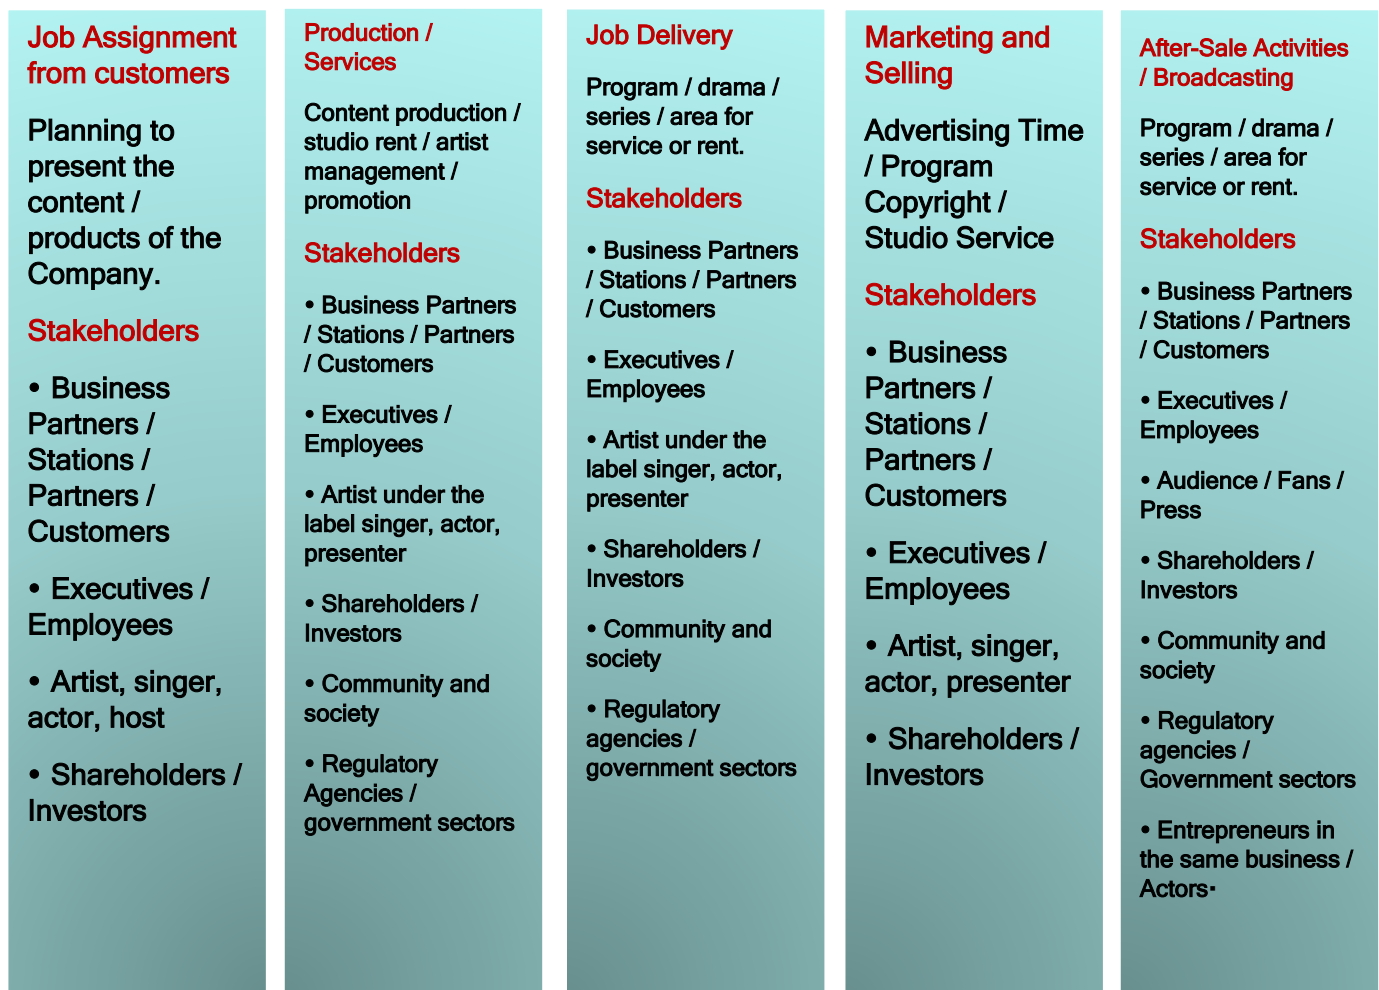 Job Assignment
from customers
Planning to
present the
content /
products of the
Company.
Stakeholders
• Business
Partners /
Stations /
Partners /
Customers
• Executives /
Employees
• Artist, singer,
actor, host
• Shareholders /
Investors
Production /
Services
Content production /
studio rent / artist
management /
promotion
Stakeholders
• Business Partners
/ Stations / Partners
/ Customers
• Executives /
Employees
• Artist under the
label singer, actor,
presenter
• Shareholders /
Investors
• Community and
society
• Regulatory
Agencies /
government sectors
Job Delivery
Program / drama /
series / area for
service or rent.
Stakeholders
• Business Partners
/ Stations / Partners
/ Customers
• Executives /
Employees
• Artist under the
label singer, actor,
presenter
• Shareholders /
Investors
• Community and
society
• Regulatory
agencies /
government sectors
Marketing and
Selling
Advertising Time
/ Program
Copyright /
Studio Service
Stakeholders
• Business
Partners /
Stations /
Partners /
Customers
• Executives /
Employees
• Artist, singer,
actor, presenter
• Shareholders /
Investors
After-Sale Activities
/ Broadcasting
Program / drama /
series / area for
service or rent.
Stakeholders
• Business Partners
/ Stations / Partners
/ Customers
• Executives /
Employees
• Audience / Fans /
Press
• Shareholders /
Investors
• Community and
society
• Regulatory
agencies /
Government sectors
• Entrepreneurs in
the same business /
Actors·